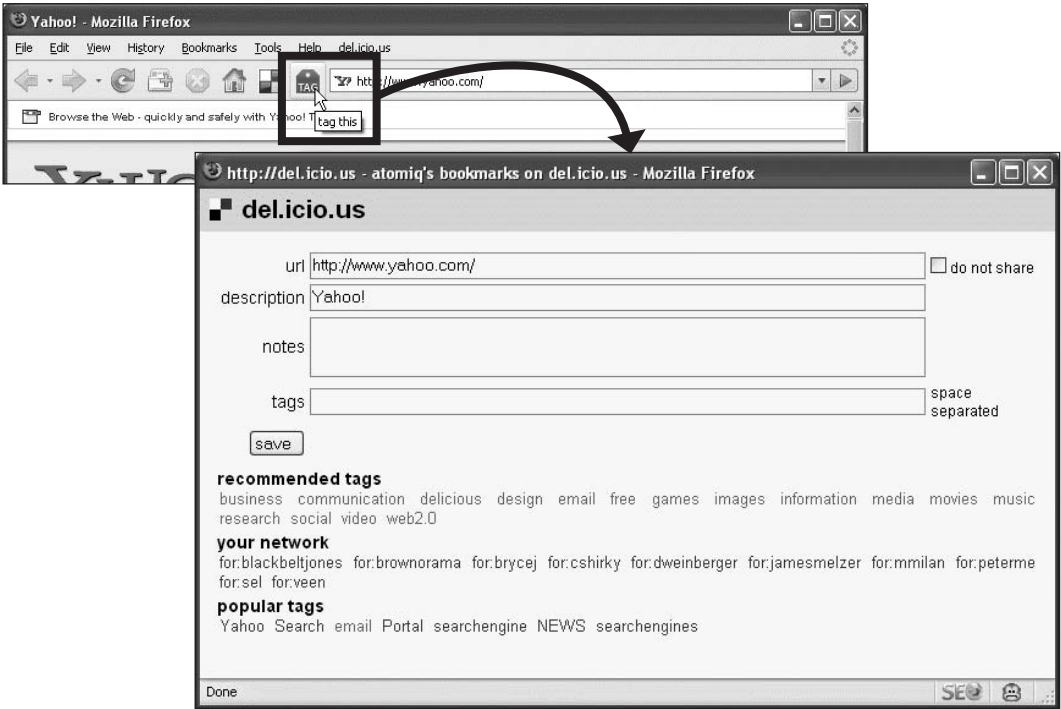 Yahoo! - Mozilla Firefox
File Edit View History Bookmarks Tools Help del.icio.us
TAG http://www.yahoo.com/
Browse the Web - quickly and safely with Yahoo! T
tag this
http://del.icio.us - atomiq's bookmarks on del.icio.us - Mozilla Firefox
del.icio.us
url http://www.yahoo.com/ do not share
description Yahoo!
notes
tags space
separated
save
recommended tags
business communication delicious design email free games images information media movies music
research social video web2.0
your network
for:blackbeltjones for:brownorama for:brycej for:cshirky for:dweinberger for:jamesmelzer for:mmilan for:peterme
for:sel for:veen
popular tags
Yahoo Search email Portal searchengine NEWS searchengines
Done SEO